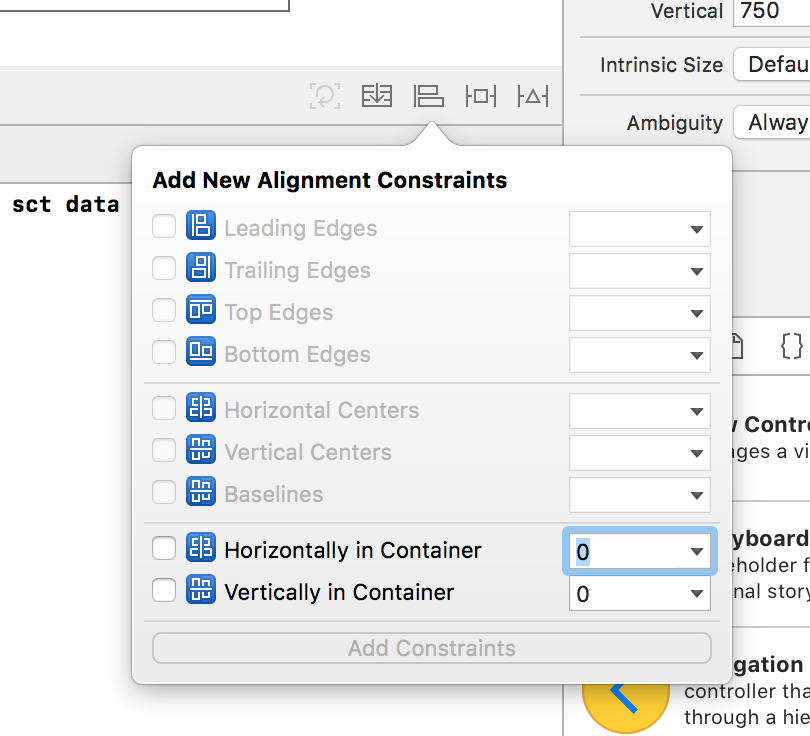 Vertical 750
Intrinsic Size Defau
Ambiguity Alway
Add New Alignment Constraints
sct data
Leading Edges
Trailing Edges
Top Edges
Bottom Edges
Horizontal Centers
Vertical Centers
Baselines
Horizontally in Container 0
Vertically in Container 0
Add Constraints
{}
w Contro
ages a vi
yboard
eholder f
nal story
gation
controller tha
through a hie